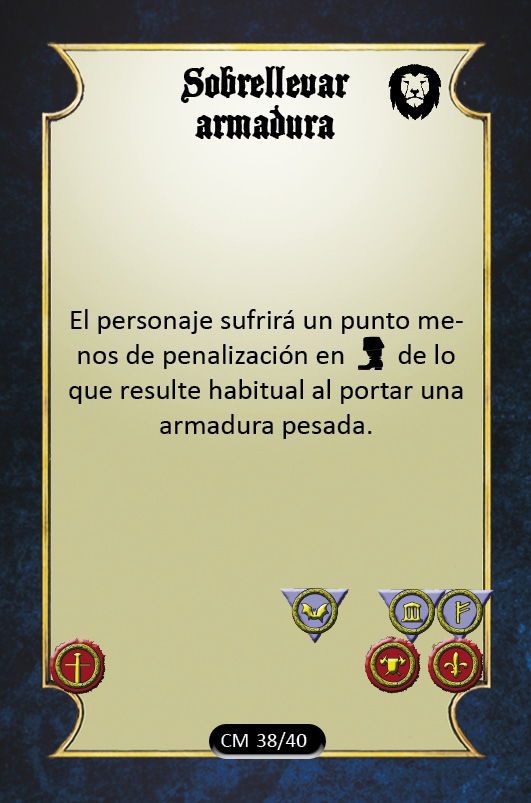 Sobrellevar
armadura
El personaje sufrirá un punto me-
nos de penalización en de lo
que resulte habitual al portar una
armadura pesada.
CM 38/40